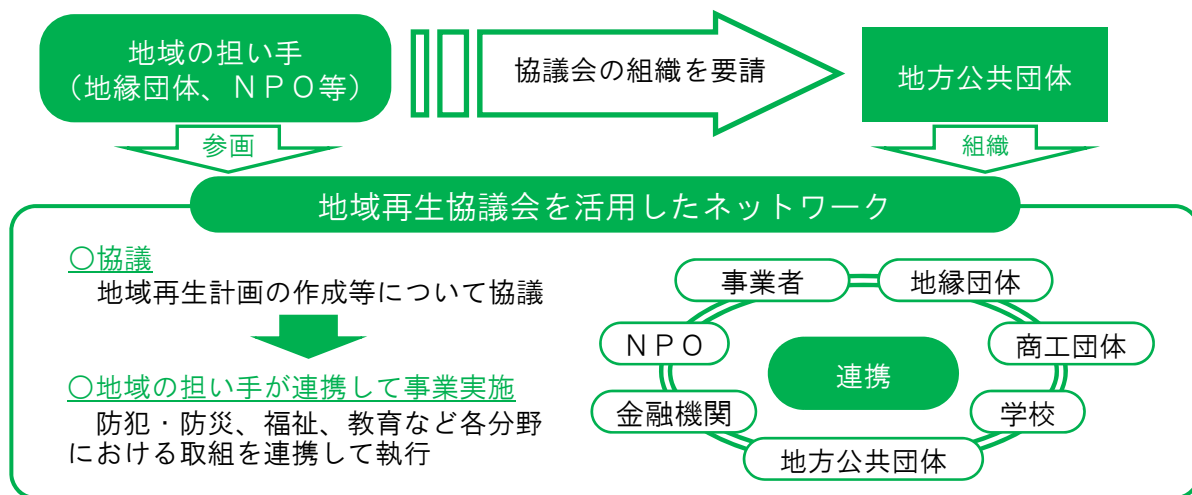 地域の担い手
（地縁団体、ＮＰＯ等）
協議会の組織を要請
地方公共団体
参画
組織
地域再生協議会を活用したネットワーク
〇協議
地域再生計画の作成等について協議
〇地域の担い手が連携して事業実施
防犯・防災、福祉、教育など各分野
における取組を連携して執行
事業者
地縁団体
ＮＰＯ
商工団体
連携
金融機関
学校
地方公共団体